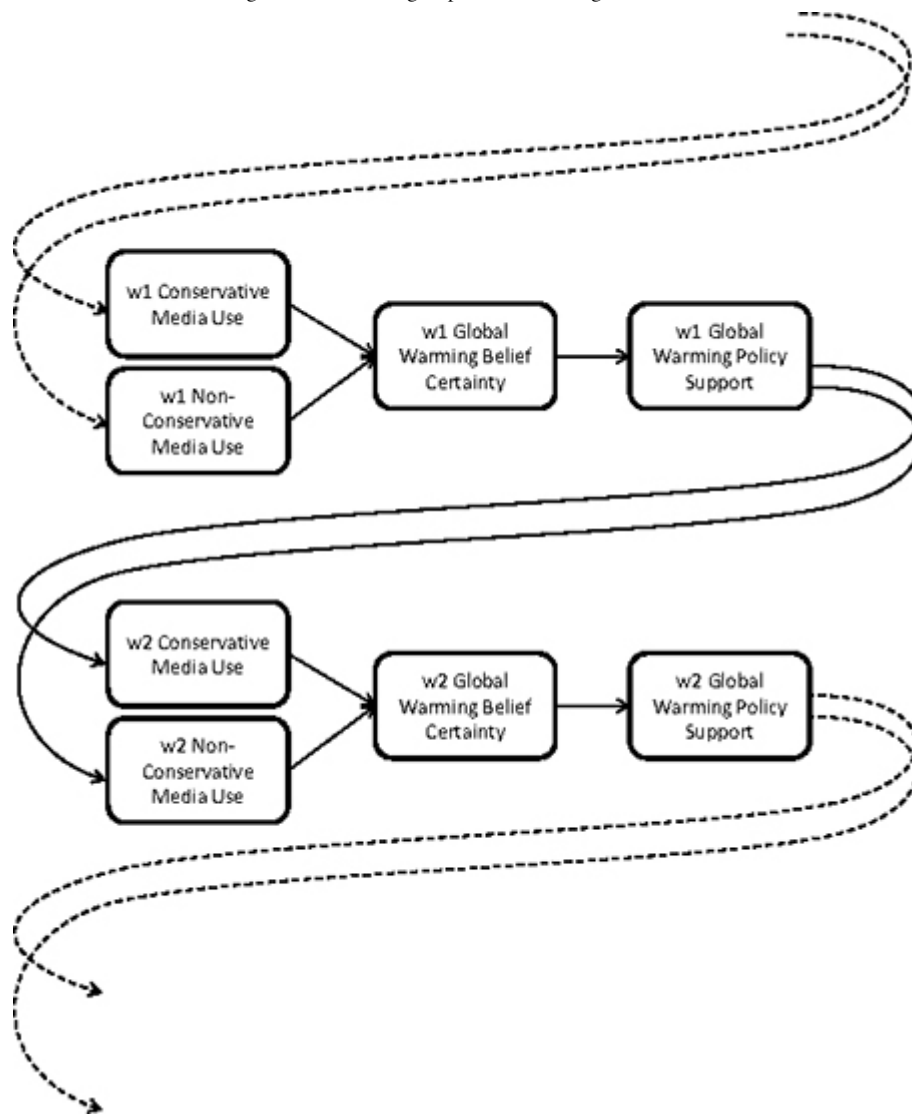 w1 Conservative
Media Use
w1 Non-
Conservative
Media Use
w1 Global
Warming Belief
Certainty
w1 Global
Warming Policy
Support
w2 Conservative
Media Use
w2 Non-
Conservative
Media Use
w2 Global
Warming Belief
Certainty
w2 Global
Warming Policy
Support